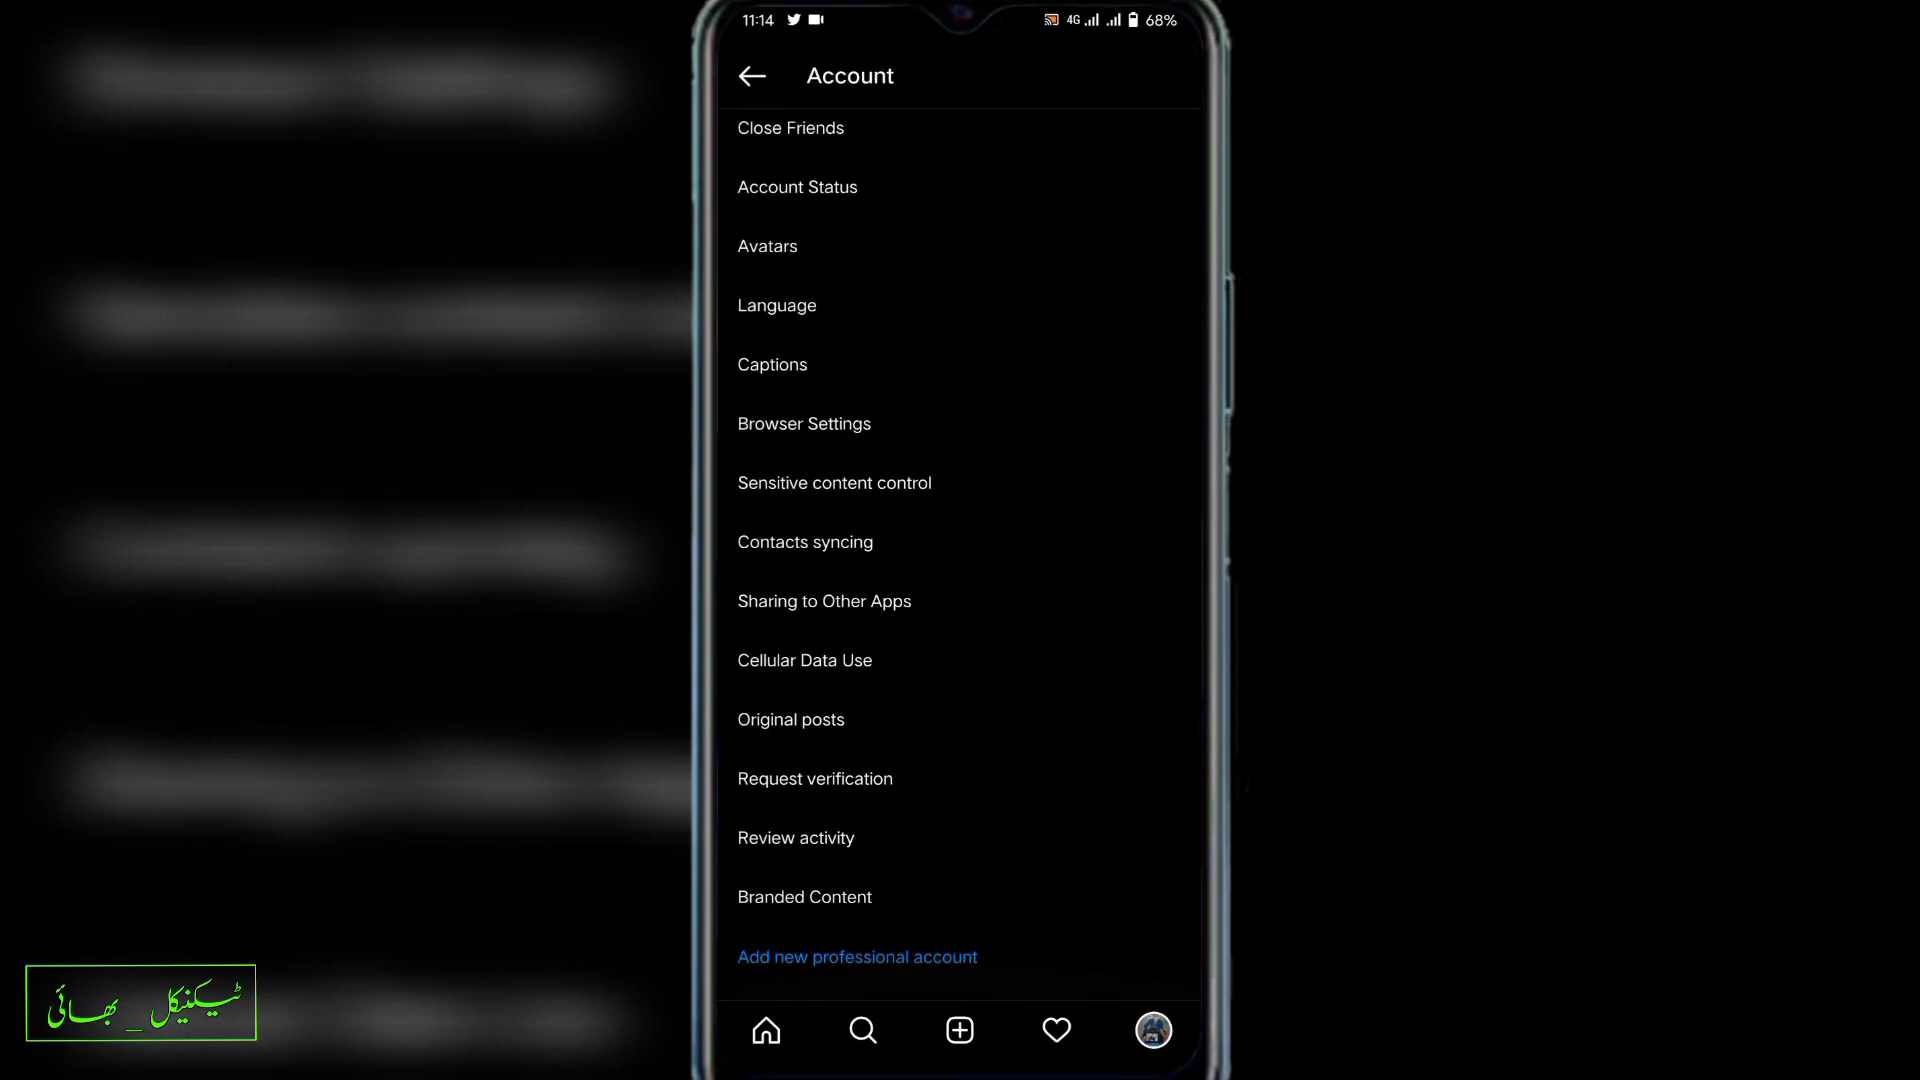 11:14
4G
68%
Account
Close Friends
Account Status
Avatars
Language
Captions
Browser Settings
Sensitive content control
Contacts syncing
Sharing to Other Apps
Cellular Data Use
Original posts
Request verification
Review activity
Branded Content
Add new professional account
ٹیکنیکل _ بھائی